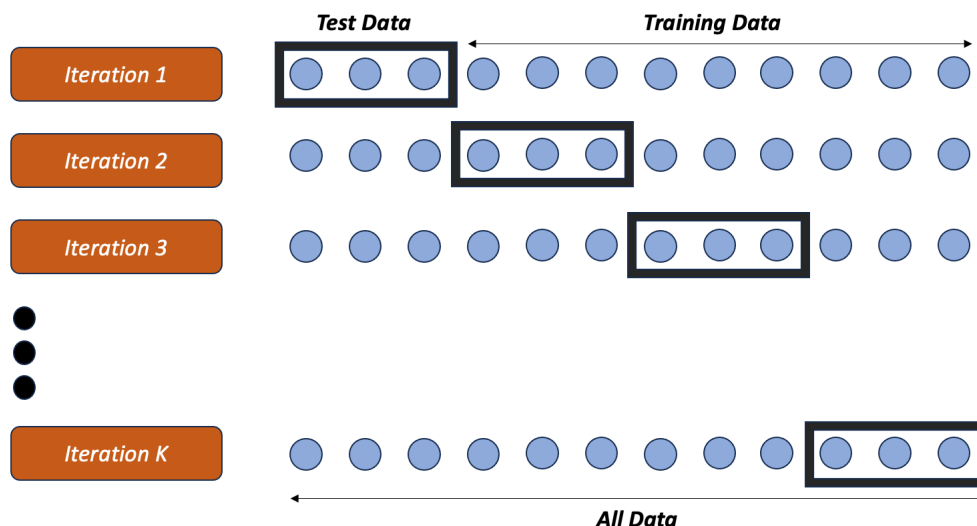 Test Data
Training Data
Iteration 1
Iteration 2
Iteration 3
Iteration K
All Data